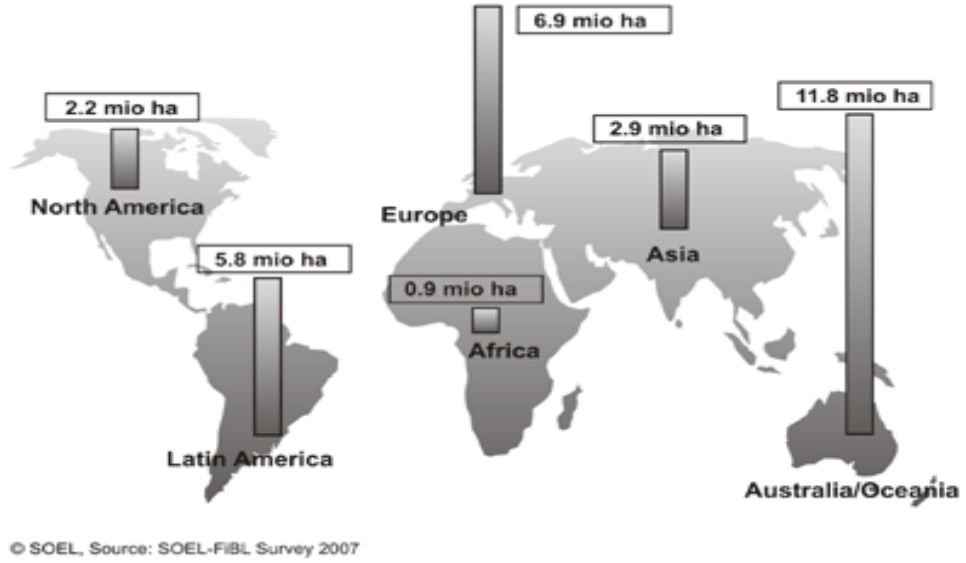 6.9 mio ha
2.2 mio ha
11.8 mio ha
2.9 mio ha
North America
Europe
Asia
5.8 mio ha
0.9 mio ha
Africa
Latin America
Australia/Oceania
© SOEL, Source: SOEL-FiBL Survey 2007